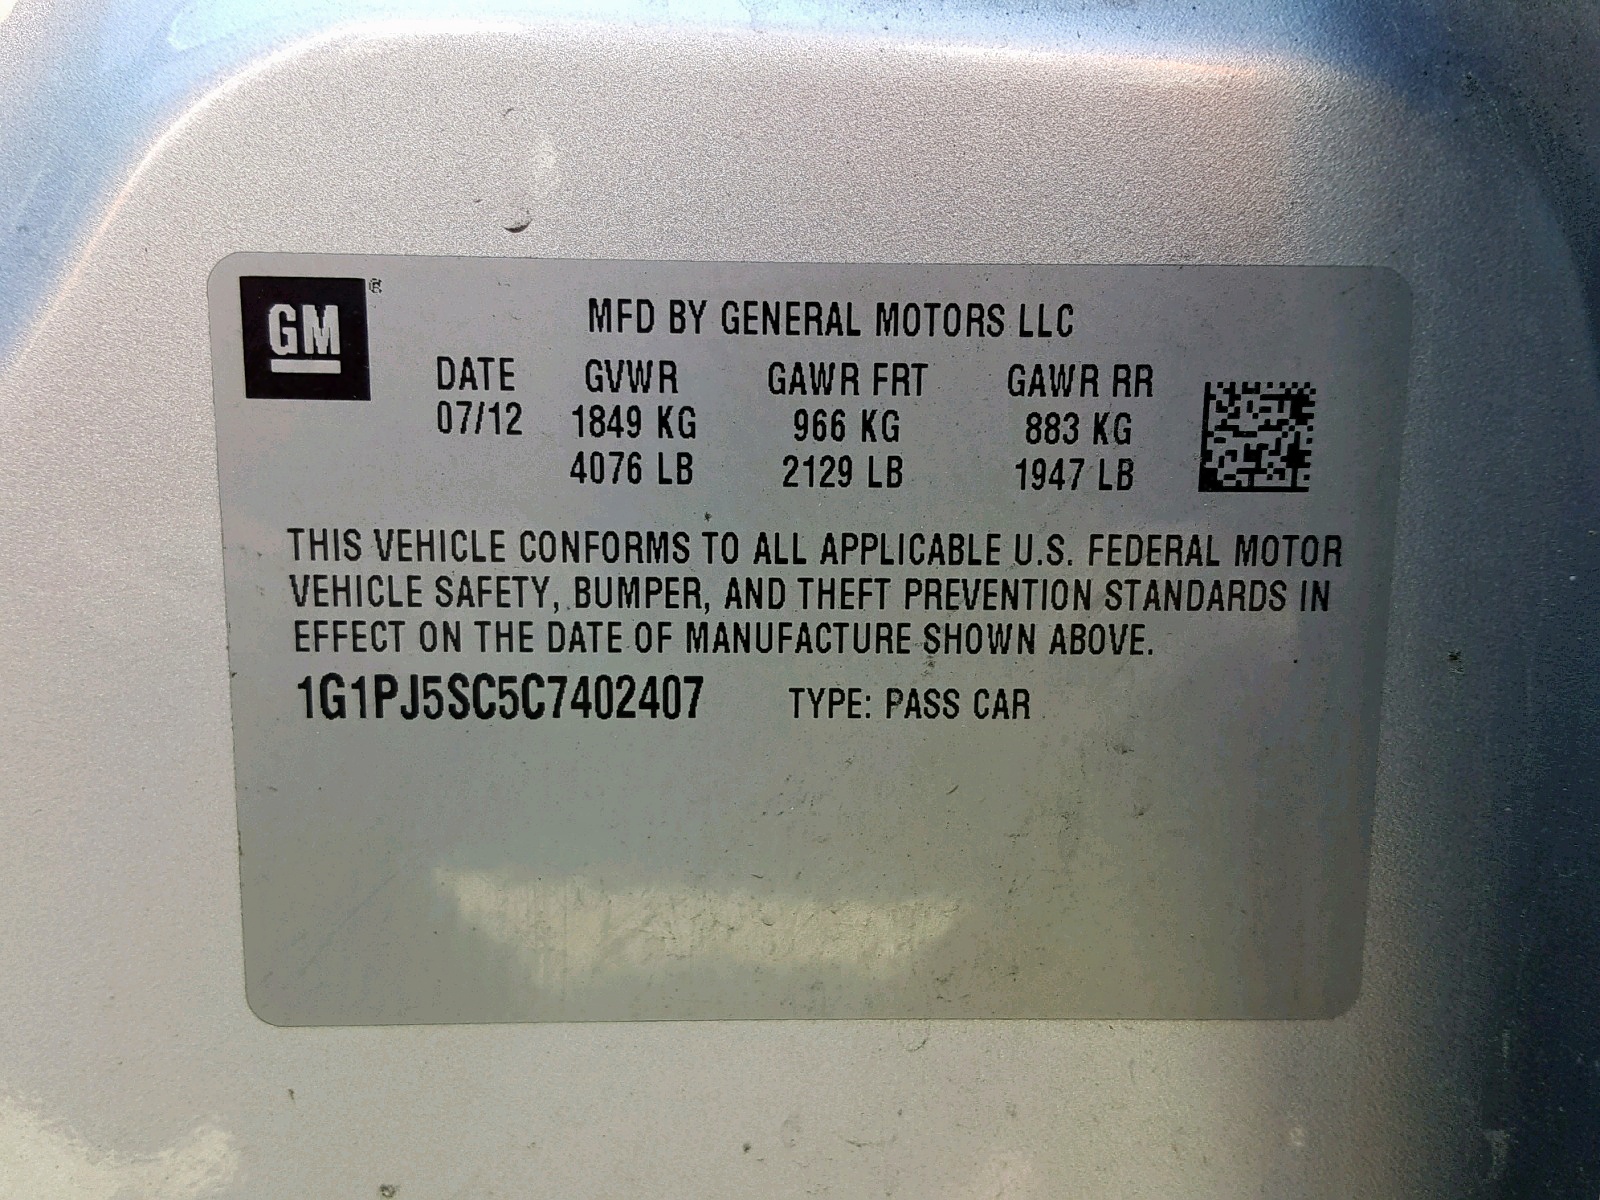 GM ®
MFD BY GENERAL MOTORS LLC
DATE GVWR GAWR FRT GAWR RR
07/12 1849 KG 966 KG 883 KG
4076 LB 2129 LB 1947 LB
THIS VEHICLE CONFORMS TO ALL APPLICABLE U.S. FEDERAL MOTOR
VEHICLE SAFETY, BUMPER, AND THEFT PREVENTION STANDARDS IN
EFFECT ON THE DATE OF MANUFACTURE SHOWN ABOVE.
1G1PJ5SC5C7402407 TYPE: PASS CAR